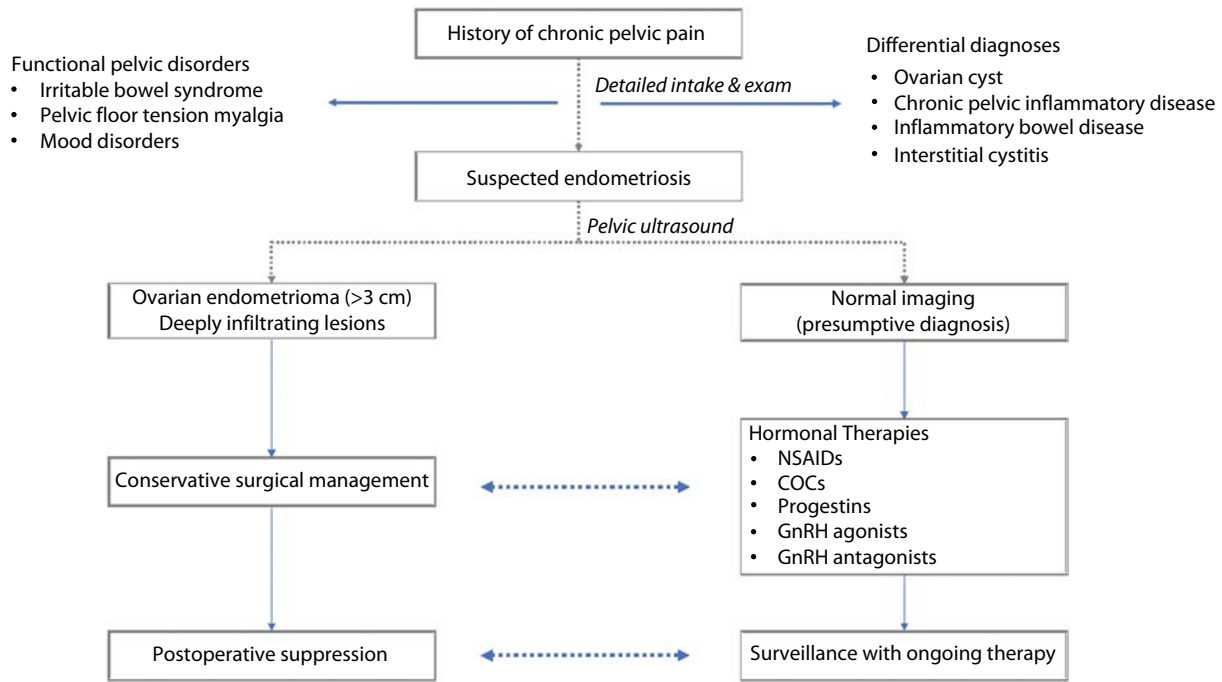 History of chronic pelvic pain
Functional pelvic disorders
• Irritable bowel syndrome
• Pelvic floor tension myalgia
• Mood disorders
Detailed intake & exam
Differential diagnoses
• Ovarian cyst
• Chronic pelvic inflammatory disease
• Inflammatory bowel disease
• Interstitial cystitis
Suspected endometriosis
Pelvic ultrasound
Ovarian endometrioma (>3 cm)
Deeply infiltrating lesions
Normal imaging
(presumptive diagnosis)
Conservative surgical management
Hormonal Therapies
• NSAIDs
• COCs
• Progestins
• GnRH agonists
• GnRH antagonists
Postoperative suppression
Surveillance with ongoing therapy